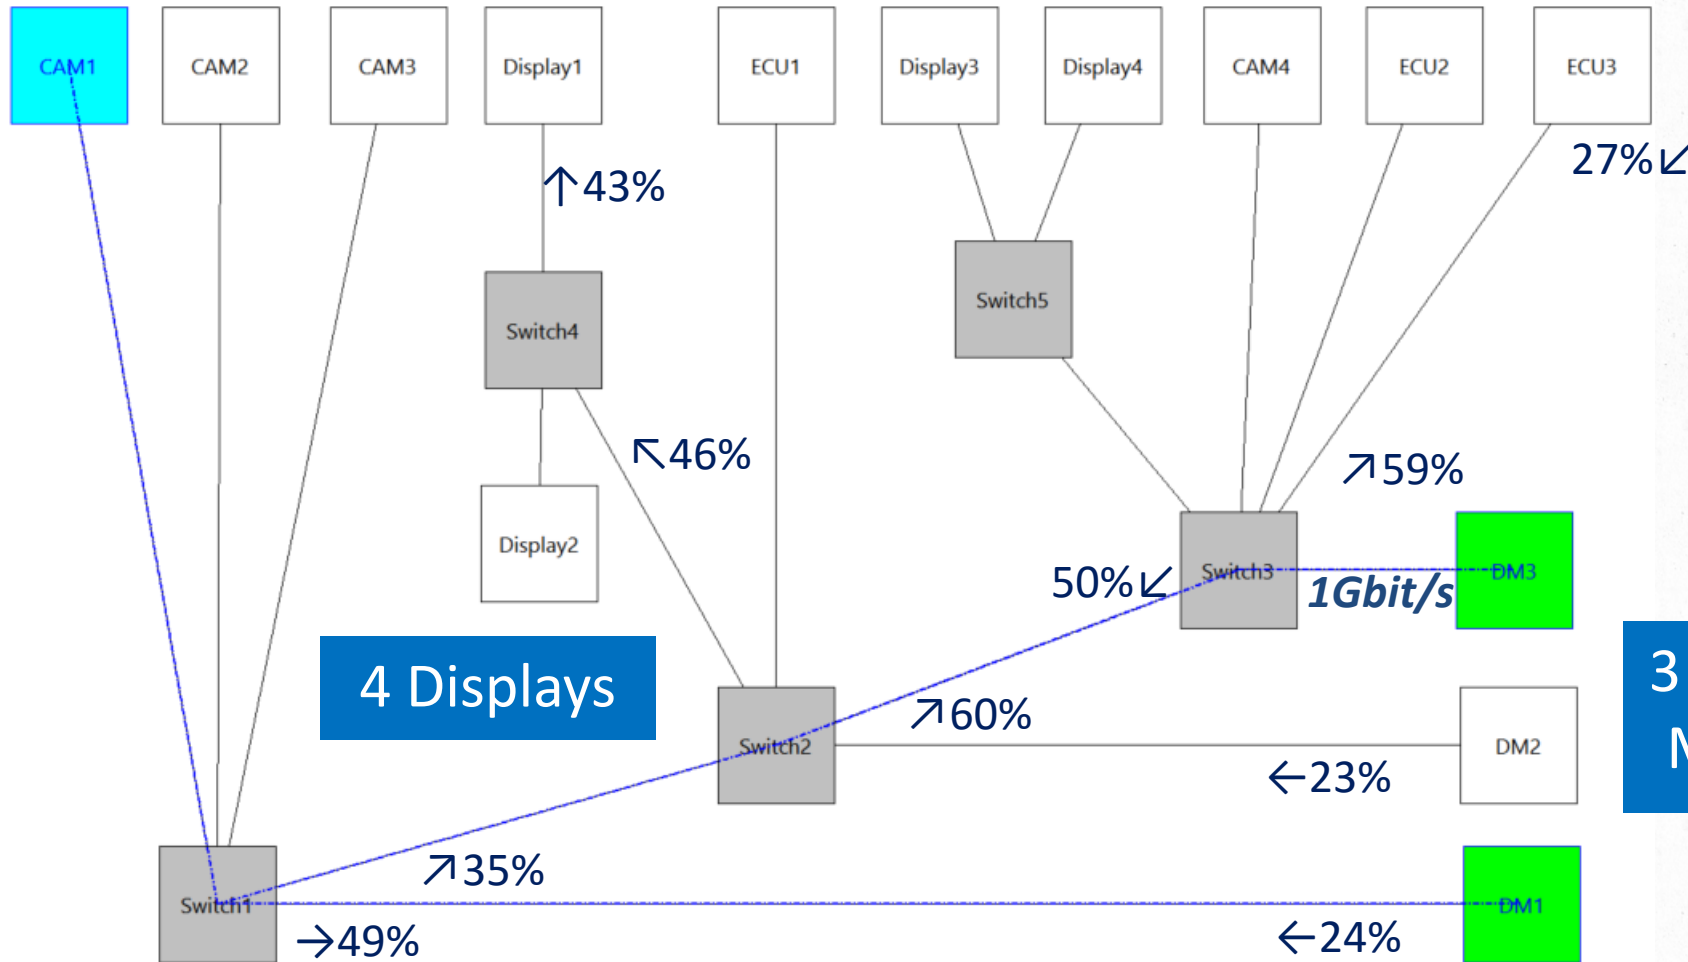 CAM1
CAM2
CAM3
Display1
ECU1
Display3
Display4
CAM4
ECU2
ECU3
27%↙
↑43%
Switch5
Switch4
↖46%
↗59%
Display2
50%↙
Switch3
1Gbit/s
DM3
4 Displays
3
M
↗60%
Switch2
DM2
←23%
↗35%
Switch1
DM1
→49%
←24%